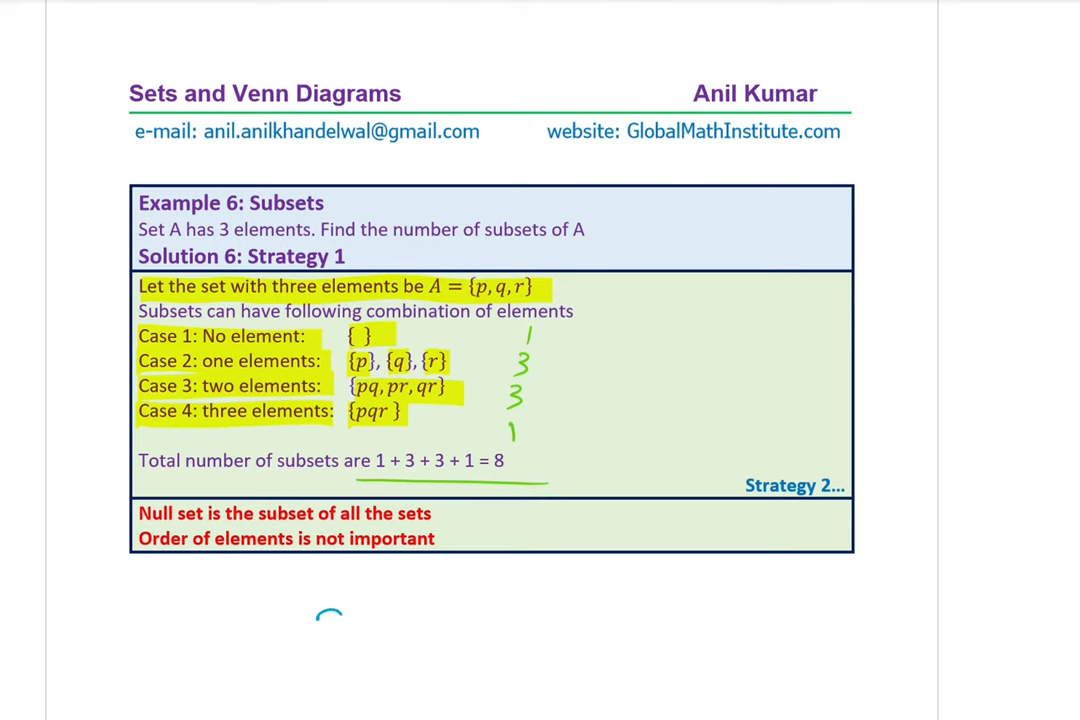 Sets and Venn Diagrams Anil Kumar
e-mail: anil.anilkhandelwal@gmail.com website: GlobalMathInstitute.com
Example 6: Subsets
Set A has 3 elements. Find the number of subsets of A
Solution 6: Strategy 1
Let the set with three elements be A = {p, q, r}
Subsets can have following combination of elements
Case 1: No element: { } 1
Case 2: one elements: {p}, {q}, {r} 3
Case 3: two elements: {pq, pr, qr} 3
Case 4: three elements: {pqr } 1
Total number of subsets are 1 + 3 + 3 + 1 = 8
Strategy 2...
Null set is the subset of all the sets
Order of elements is not important